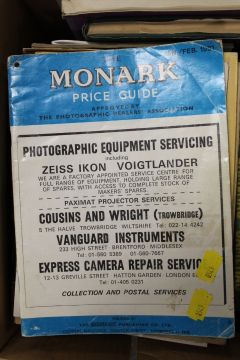 THE
MONARK
PRICE GUIDE
APPROVED BY
THE PHOTOGRAPHIC DEALERS' ASSOCIATION
FEB. 1981
PHOTOGRAPHIC EQUIPMENT SERVICING
including
ZEISS IKON VOIGTLANDER
WE ARE A FACTORY APPOINTED SERVICE CENTRE FOR
FULL RANGE OF EQUIPMENT, HOLDING LARGE RANGE
OF SPARES, WITH ACCESS TO COMPLETE STOCK OF
MAKERS' SPARES
PAXIMAT PROJECTOR SERVICES
COUSINS AND WRIGHT (TROWBRIDGE)
5 THE HALVE TROWBRIDGE WILTSHIRE Tel: 022.14 4242
VANGUARD INSTRUMENTS
233 HIGH STREET BRENTFORD MIDDLESEX
Tel: 01-560 5369 01-560 7667
EXPRESS CAMERA REPAIR SERVICE
12-13 GREVILLE STREET HATTON GARDEN LONDON
Tel: 01-405 0231
COLLECTION AND POSTAL SERVICES